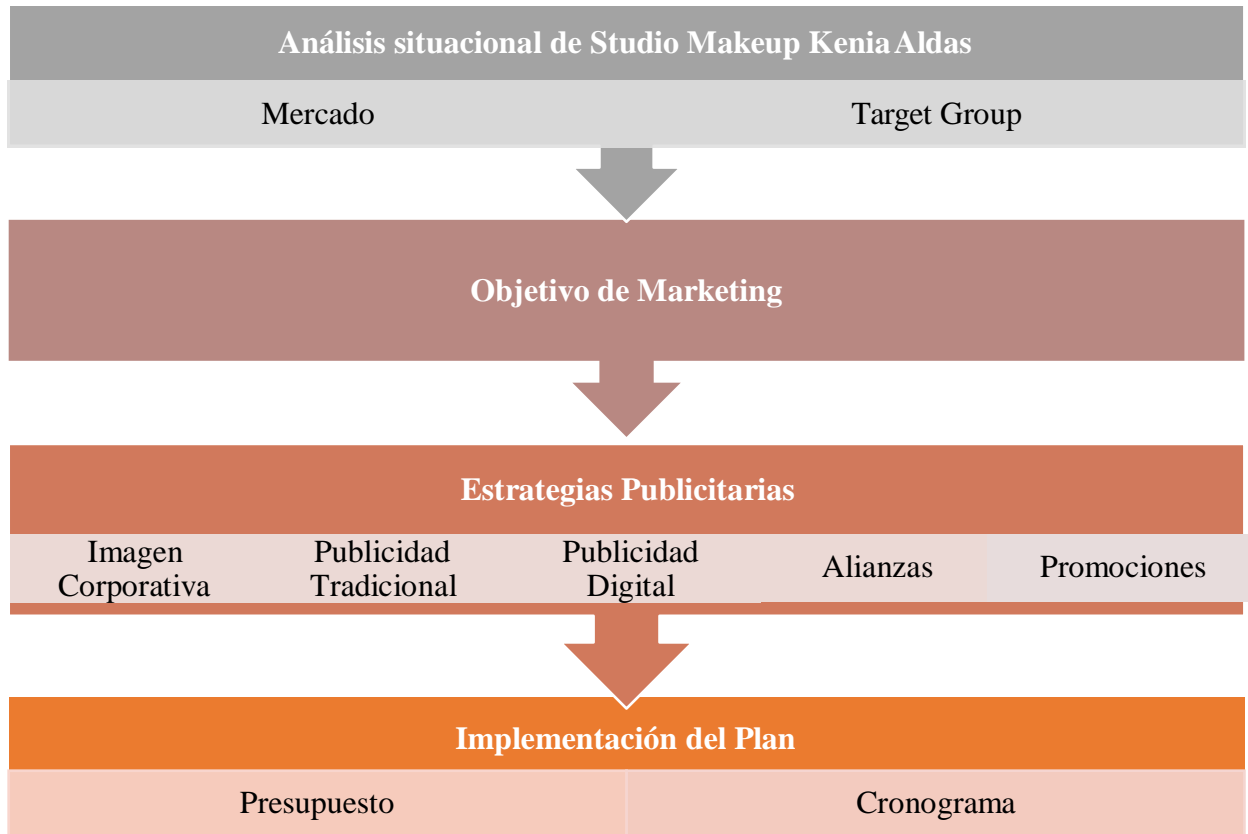 Análisis situacional de Studio Makeup Kenia Aldas
Mercado
Target Group
Objetivo de Marketing
Estrategias Publicitarias
Imagen
Corporativa
Publicidad
Tradicional
Publicidad
Digital
Alianzas
Promociones
Implementación del Plan
Presupuesto
Cronograma